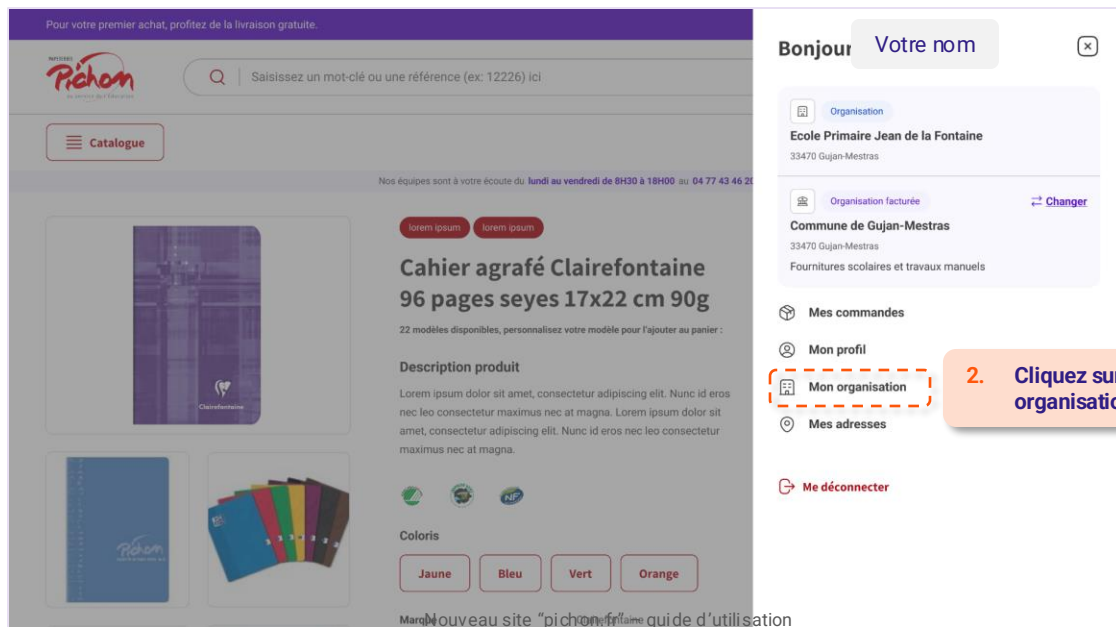 Pour votre premier achat, profitez de la livraison gratuite.
Pichon
Saisissez un mot-clé ou une référence (ex: 12226) ici
Catalogue
Nos équipes sont à votre écoute du lundi au vendredi de 8H30 à 18H00 au 04 77 43 46 20
lorem ipsum
lorem ipsum
Cahier agrafé Clairefontaine
96 pages seyes 17x22 cm 90g
22 modèles disponibles, personnalisez votre modèle pour l'ajouter au panier :
Description produit
Lorem ipsum dolor sit amet, consectetur adipiscing elit. Nunc id eros
nec leo consectetur maximus nec at magna. Lorem ipsum dolor sit
amet, consectetur adipiscing elit. Nunc id eros nec leo consectetur
maximus nec at magna.
Clairefontaine
Pichon
NF
Coloris
Jaune
Bleu
Vert
Orange
Marque
Clairefontaine
Bonjour
Votre nom
Organisation
Ecole Primaire Jean de la Fontaine
33470 Gujan-Mestras
Organisation facturée
Changer
Commune de Gujan-Mestras
33470 Gujan-Mestras
Fournitures scolaires et travaux manuels
Mes commandes
Mon profil
Mon organisation
Mes adresses
Me déconnecter
2. Cliquez sur
organisatio
Nouveau site “pichon.fr” – guide d’utilisation